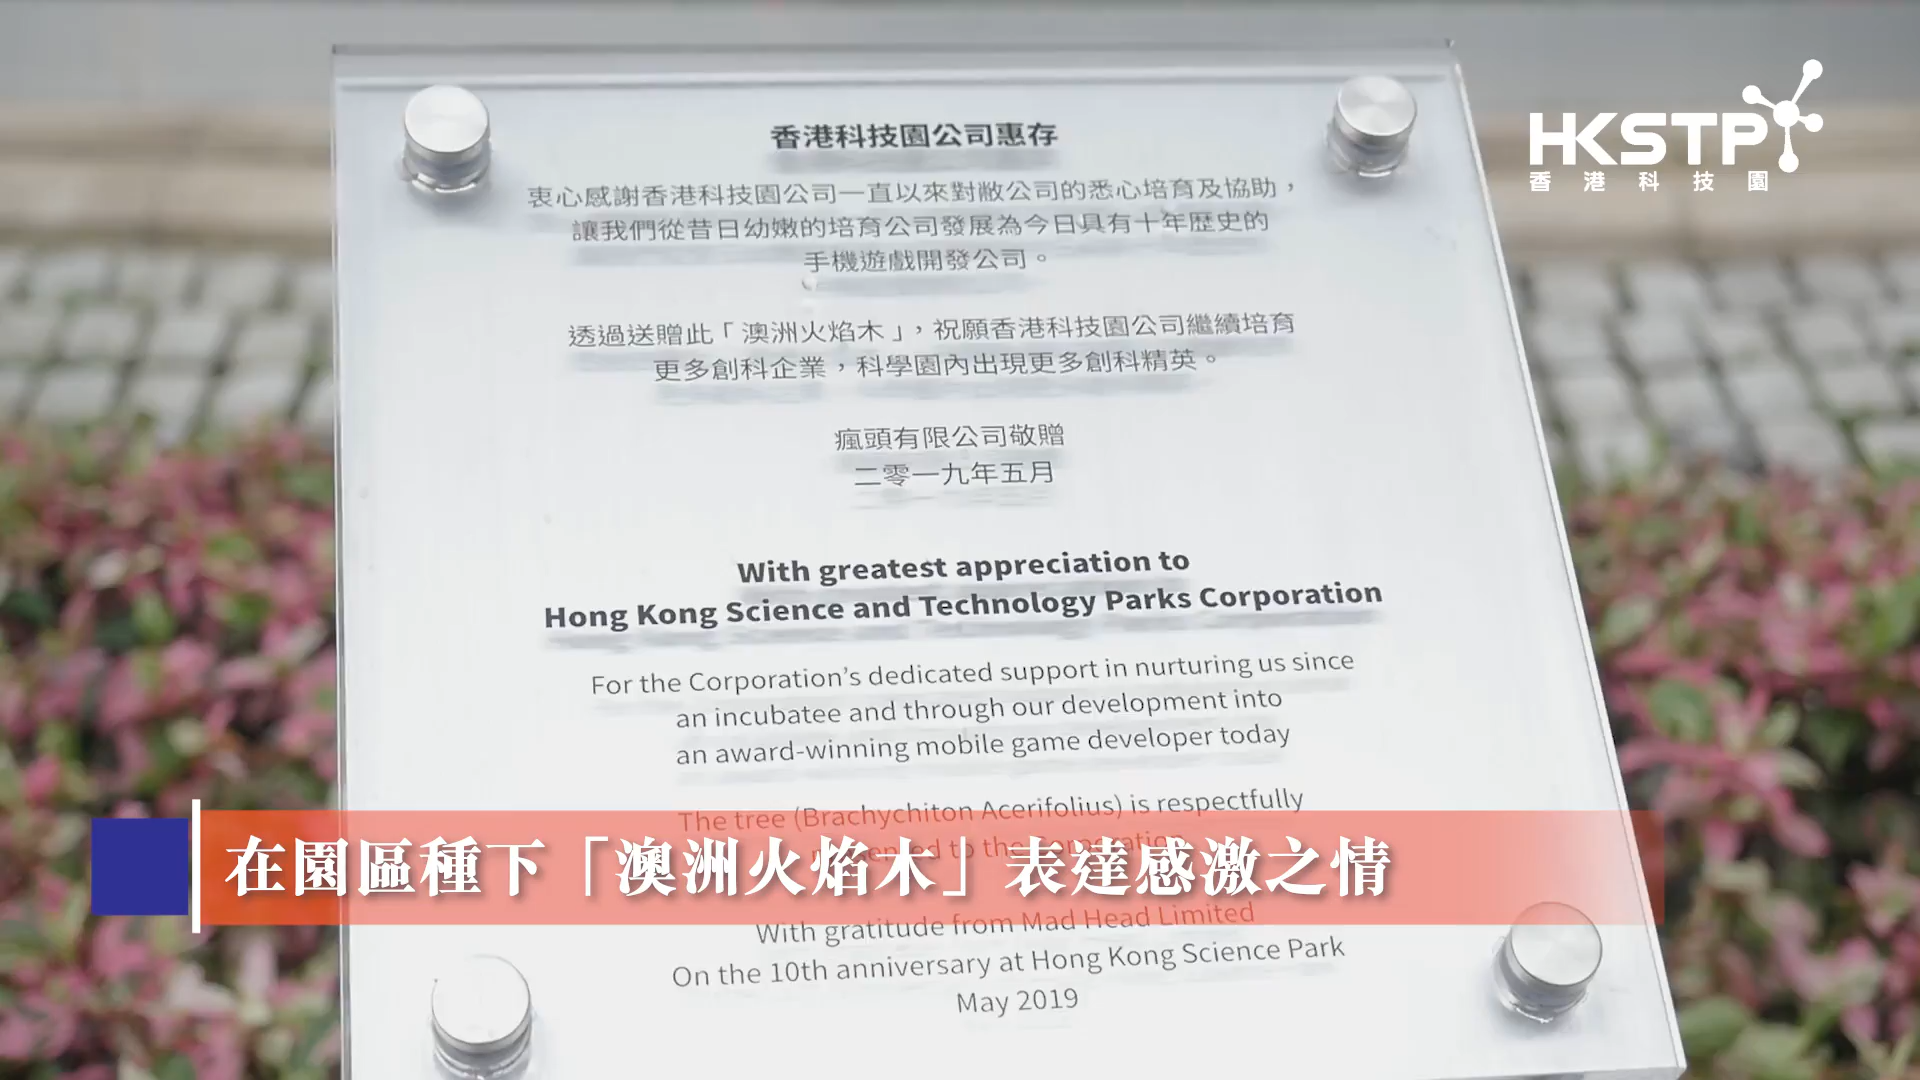 HKSTP
香港科技園
香港科技園公司惠存
衷心感謝香港科技園公司一直以來對敝公司的悉心培育及協助，
讓我們從昔日幼嫩的培育公司發展為今日具有十年歷史的
手機遊戲開發公司。
透過送贈此「澳洲火焰木」，祝願香港科技園公司繼續培育
更多創科企業，科學園內出現更多創科精英。
瘋頭有限公司敬贈
二零一九年五月
With greatest appreciation to
Hong Kong Science and Technology Parks Corporation
For the Corporation’s dedicated support in nurturing us since
an incubatee and through our development into
an award-winning mobile game developer today
The tree (Brachychiton Acerifolius) is respectfully
to the Corporation
在園區種下「澳洲火焰木」表達感激之情
With gratitude from Mad Head Limited
On the 10th anniversary at Hong Kong Science Park
May 2019